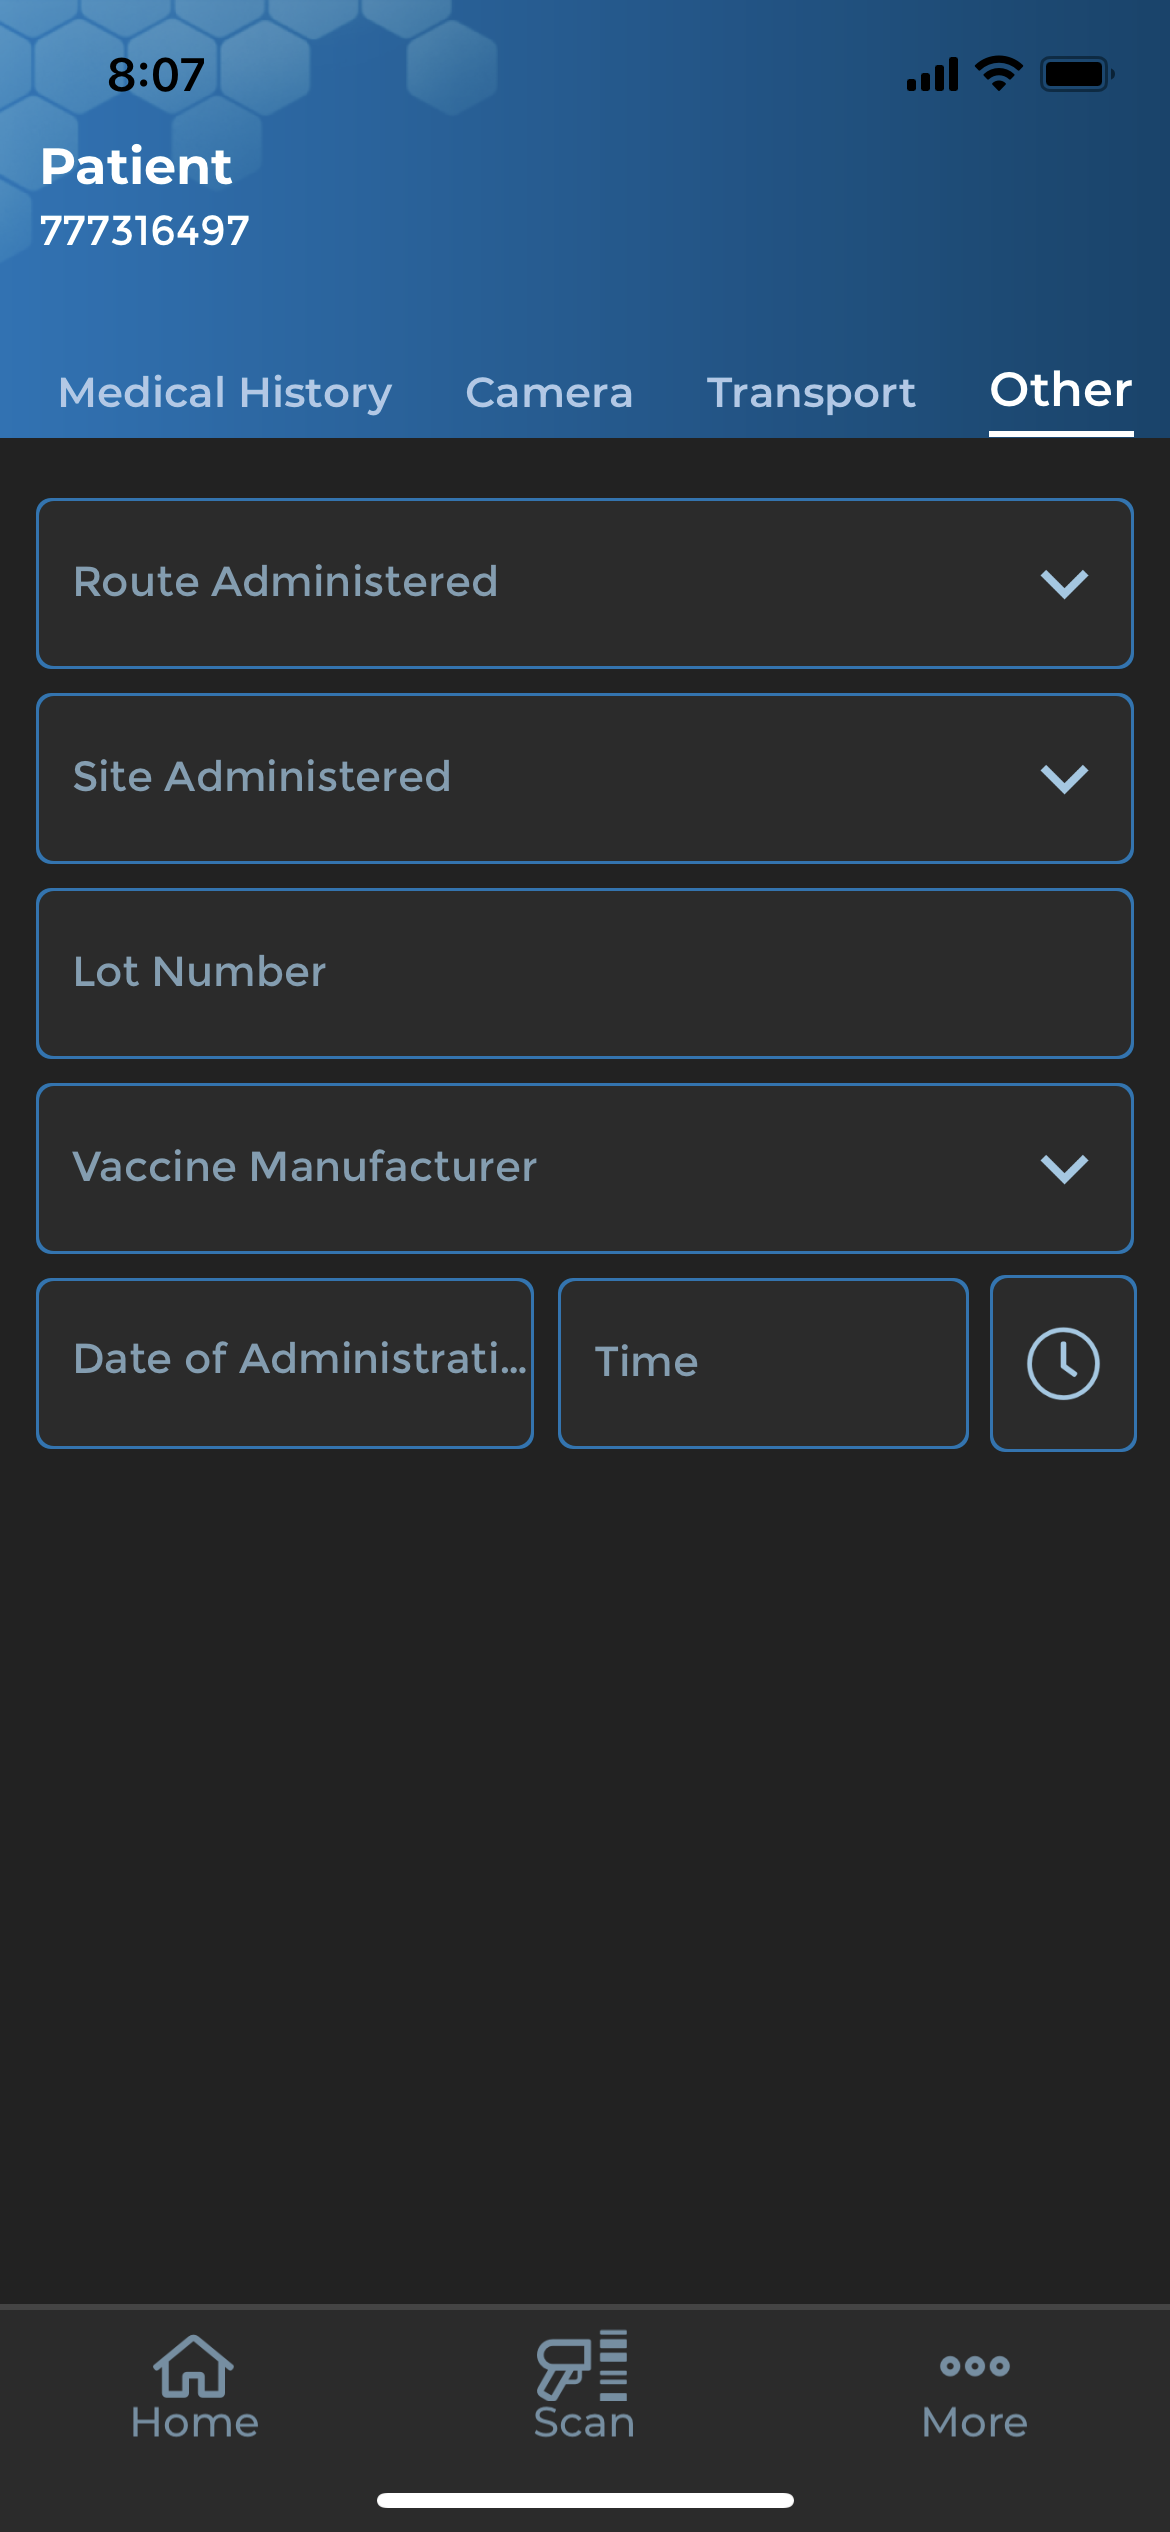 8:07
Patient
777316497
Medical History Camera Transport Other
Route Administered
Site Administered
Lot Number
Vaccine Manufacturer
Date of Administrati... Time
Home Scan More